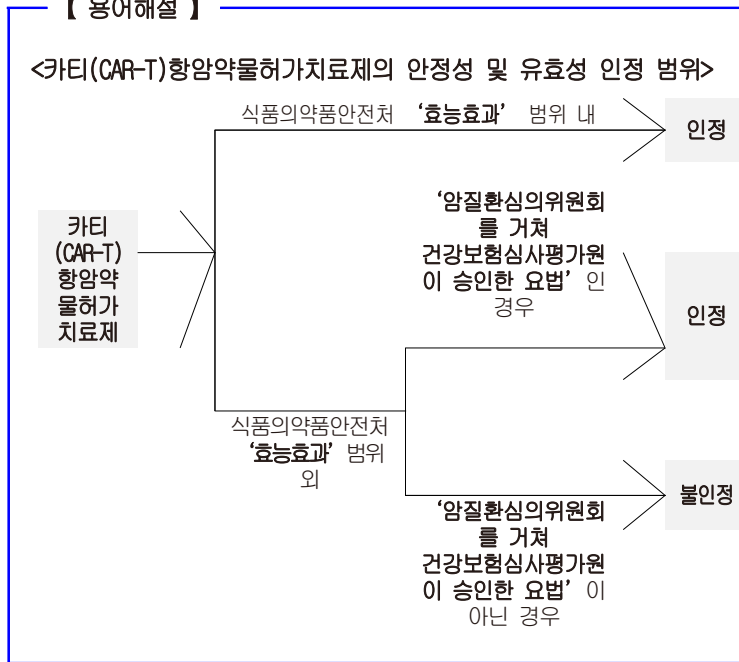 【 용어해설 】
<카티(CAR-T)항암약물허가치료제의 안정성 및 유효성 인정 범위>
식품의약품안전처 ‘효능효과’ 범위 내
인정
카티
(CAR-T)
항암약
물허가
치료제
‘암질환심의위원회
를 거쳐
건강보험심사평가원
이 승인한 요법’ 인
경우
인정
식품의약품안전처
‘효능효과’ 범위
외
불인정
‘암질환심의위원회
를 거쳐
건강보험심사평가원
이 승인한 요법’ 이
아닌 경우